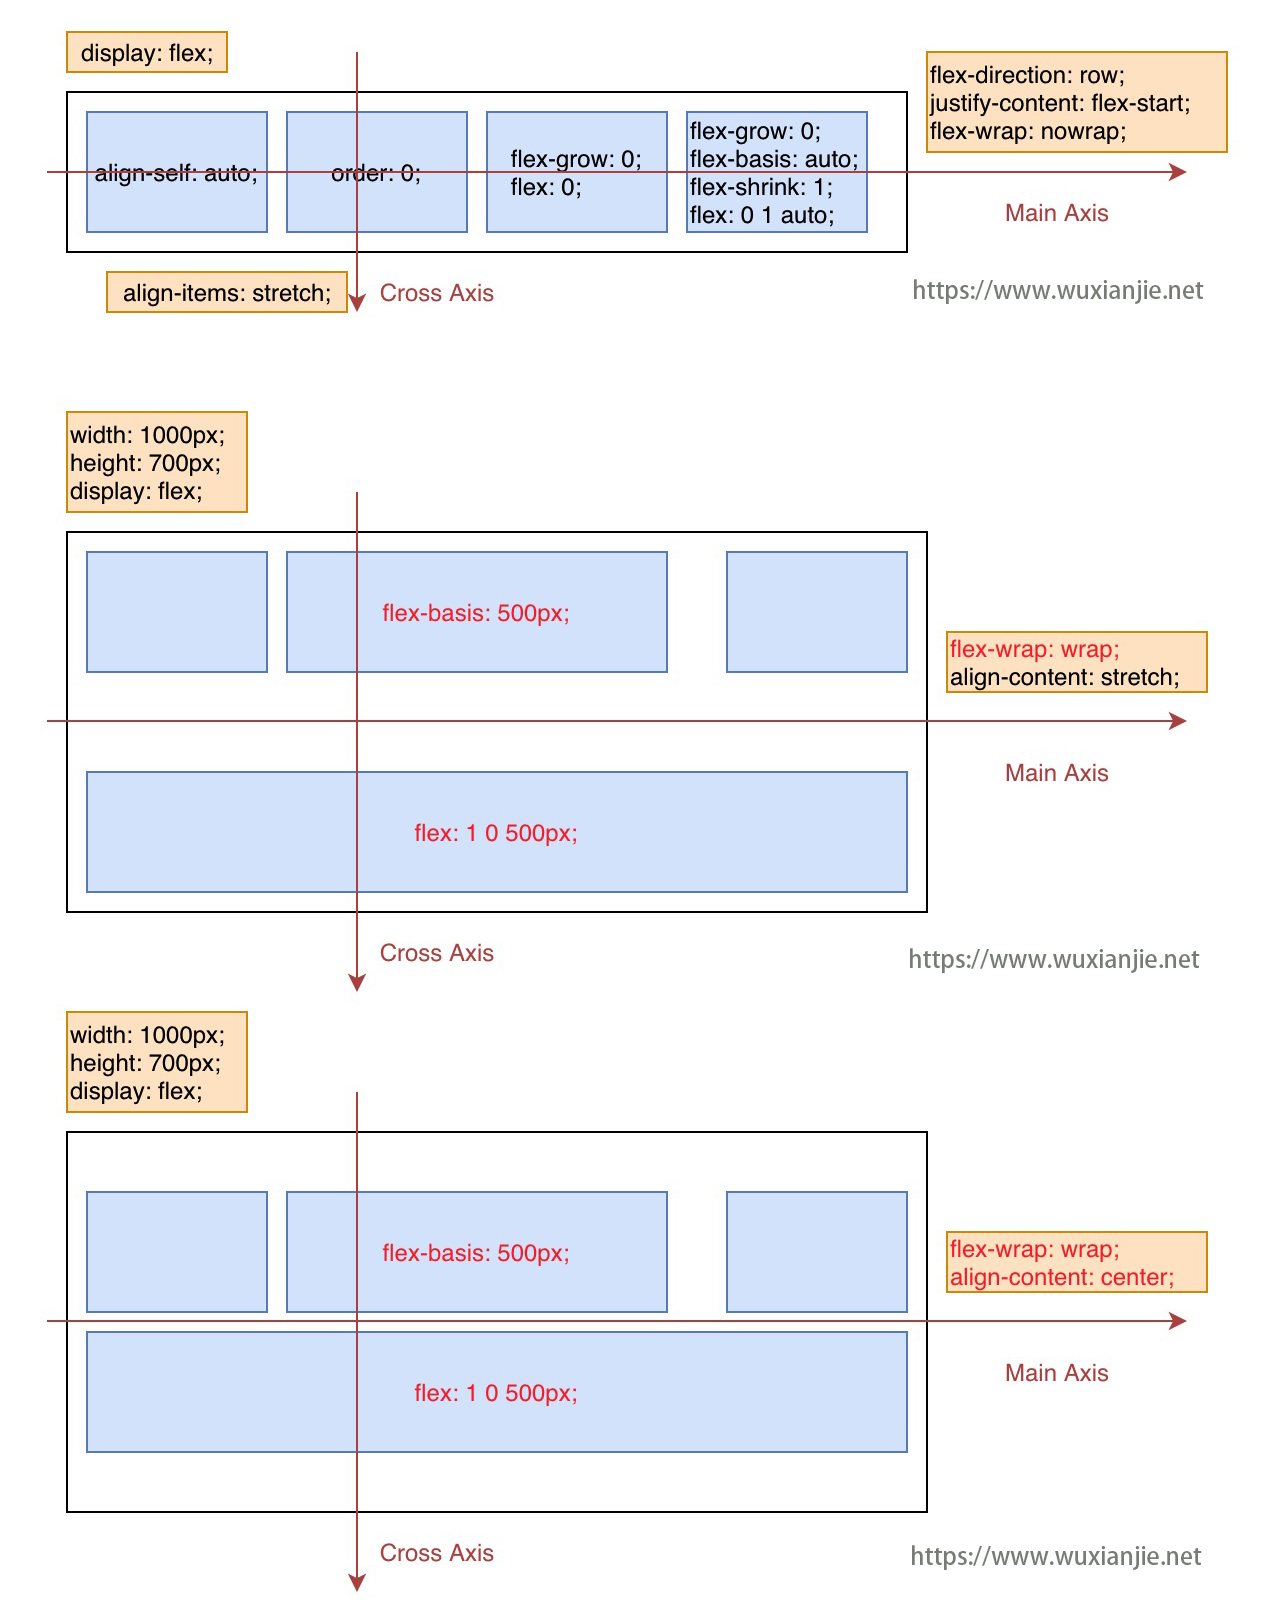 display: flex;
flex-direction: row;
justify-content: flex-start;
flex-wrap: nowrap;
align-self: auto;
order: 0;
flex-grow: 0;
flex: 0;
flex-grow: 0;
flex-basis: auto;
flex-shrink: 1;
flex: 0 1 auto;
Main Axis
align-items: stretch;
Cross Axis
https://www.wuxianjie.net
width: 1000px;
height: 700px;
display: flex;
flex-basis: 500px;
flex-wrap: wrap;
align-content: stretch;
Main Axis
flex: 1 0 500px;
Cross Axis
https://www.wuxianjie.net
width: 1000px;
height: 700px;
display: flex;
flex-basis: 500px;
flex-wrap: wrap;
align-content: center;
Main Axis
flex: 1 0 500px;
Cross Axis
https://www.wuxianjie.net